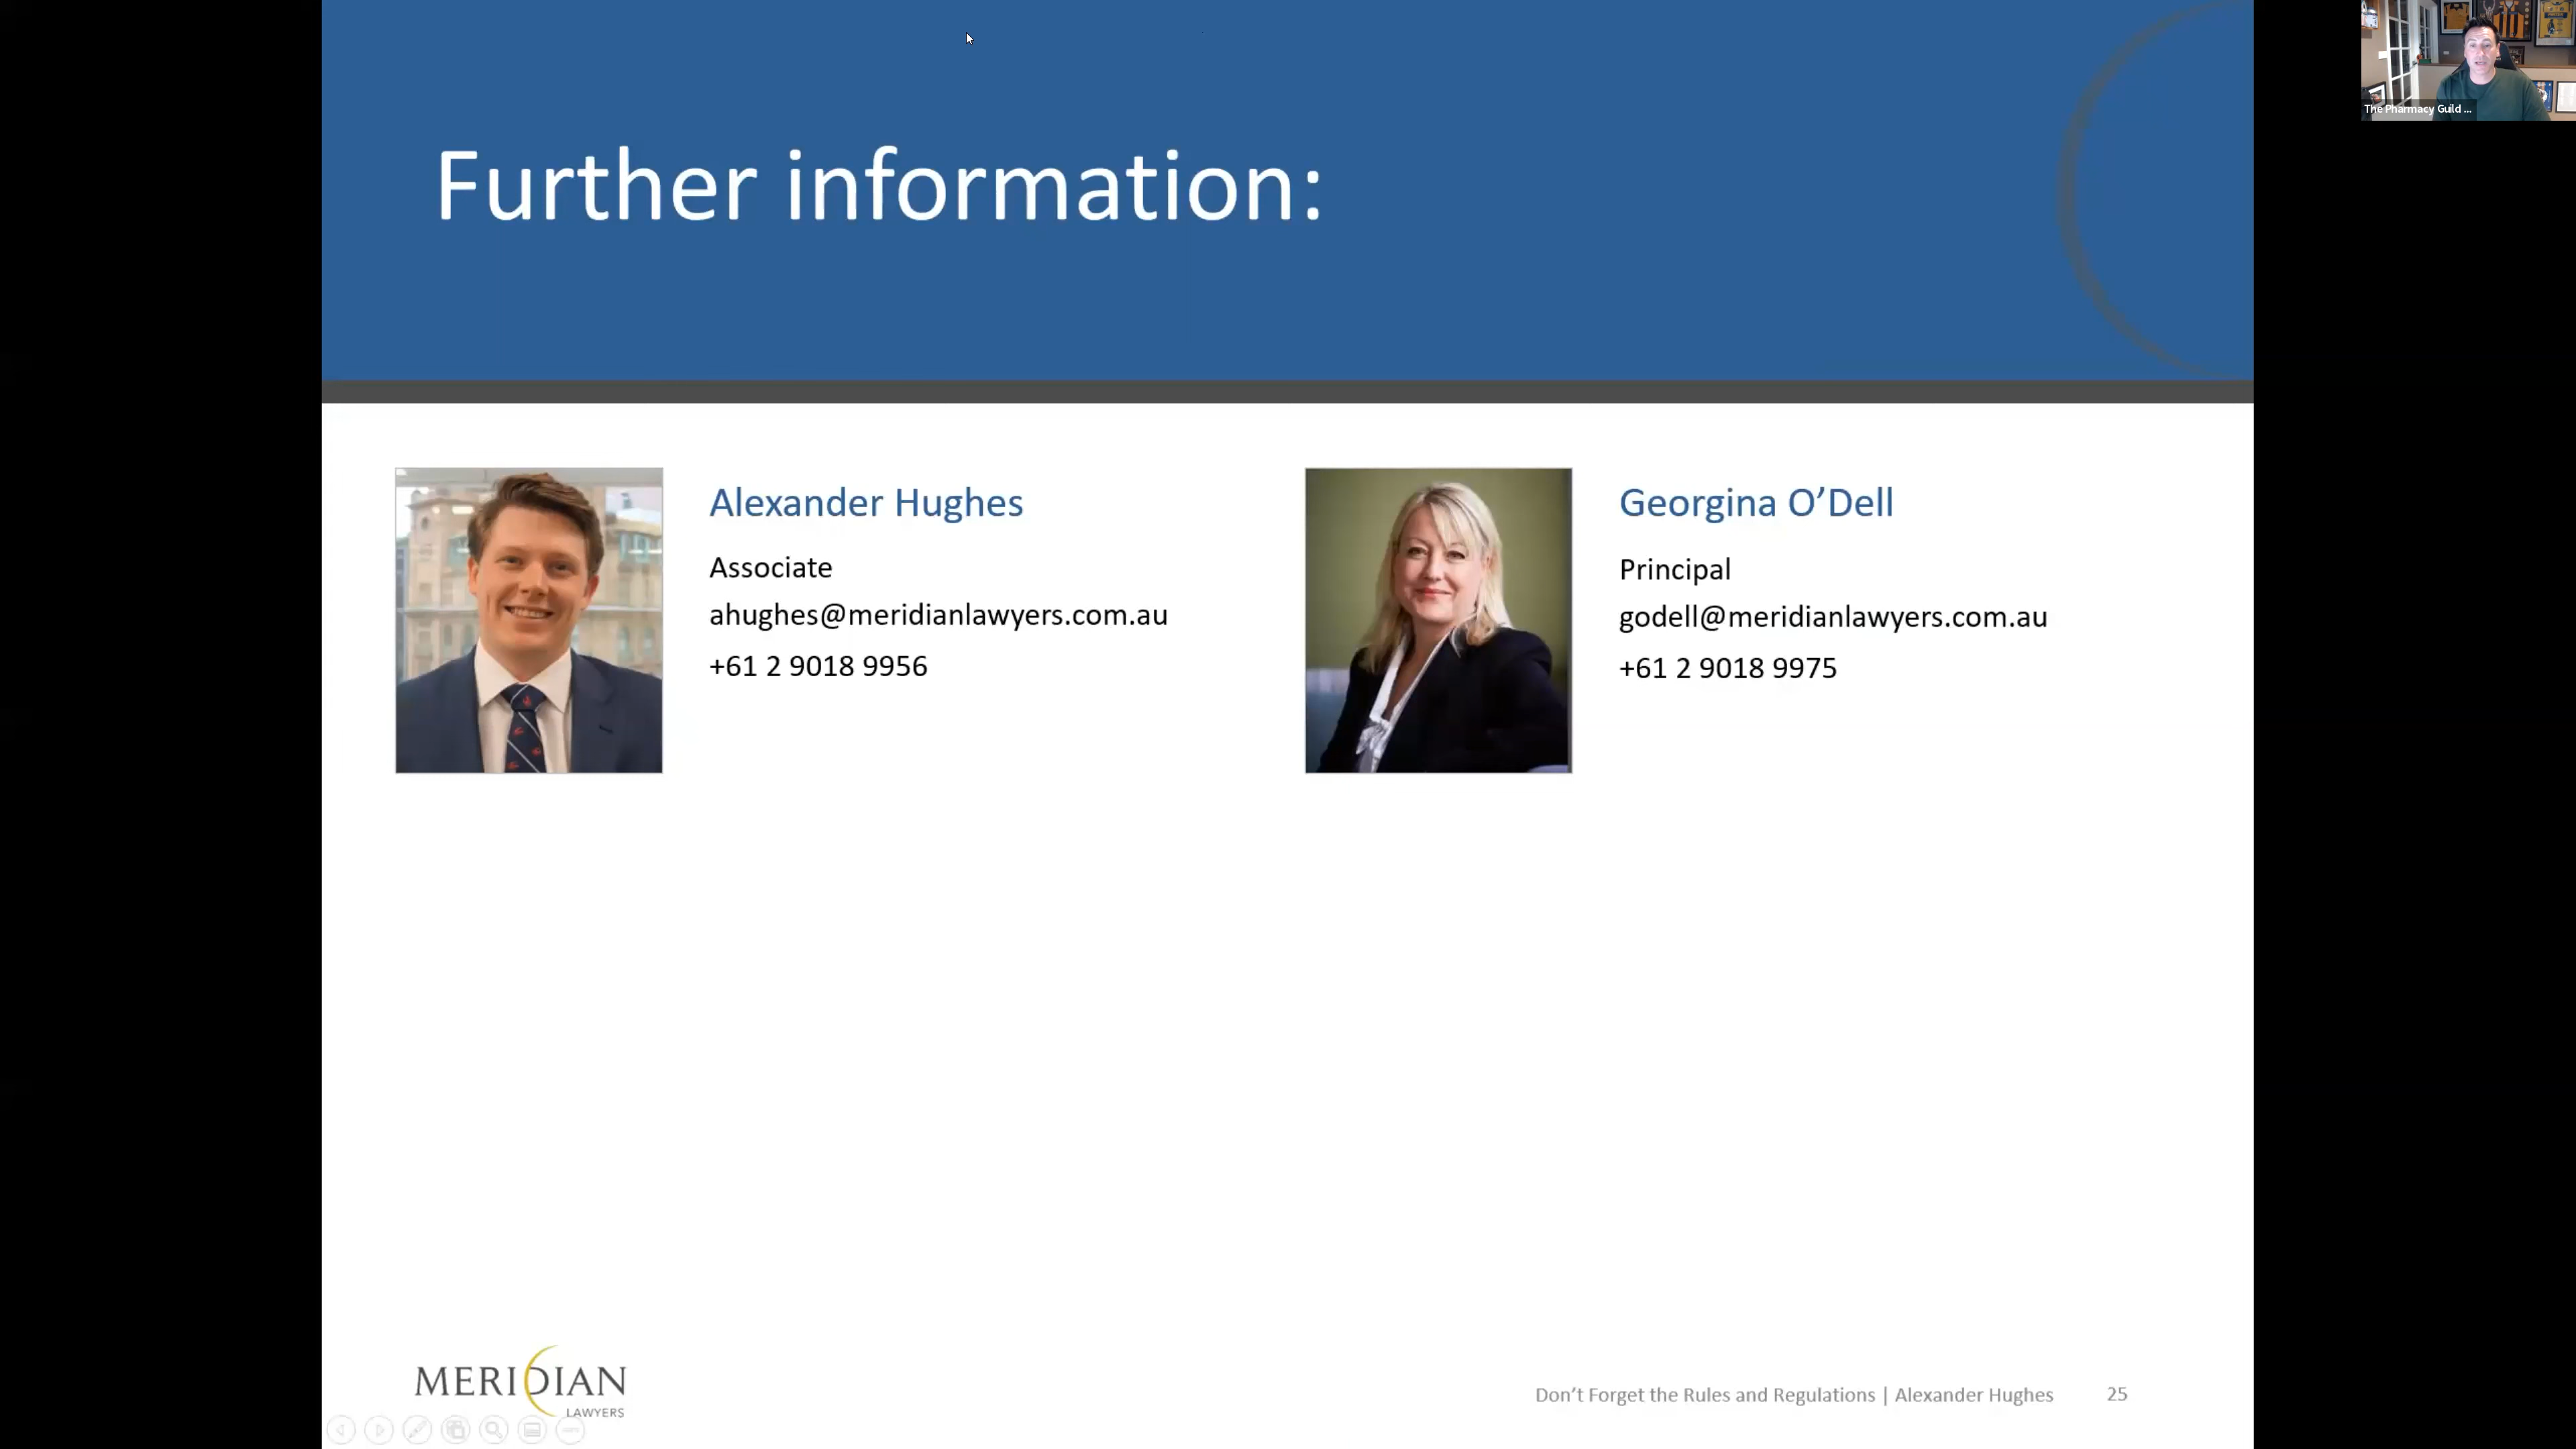 The Pharmacy Guild ...
Further information:
Alexander Hughes
Associate
ahughes@meridianlawyers.com.au
+61 2 9018 9956
Georgina O’Dell
Principal
godell@meridianlawyers.com.au
+61 2 9018 9975
MERIDIAN
LAWYERS
Don’t Forget the Rules and Regulations | Alexander Hughes 25